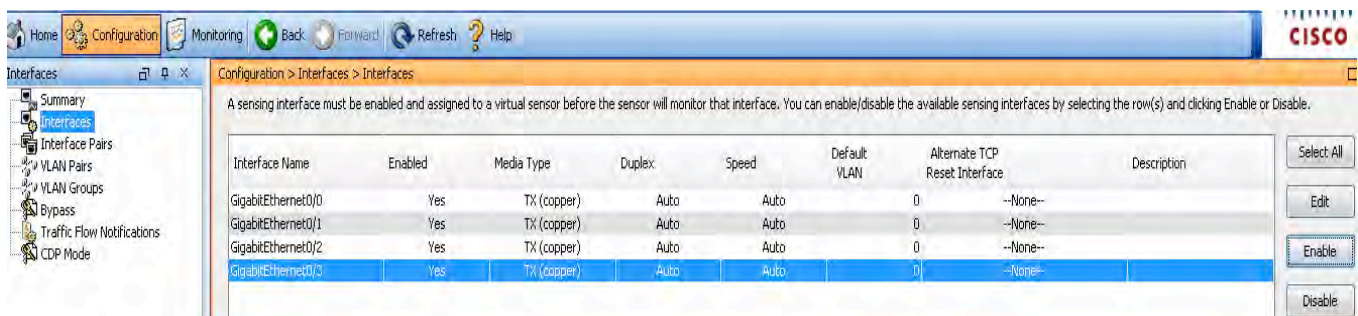 Home Configuration Monitoring Back Forward Refresh Help
CISCO
Interfaces
Summary
Interfaces
Interface Pairs
VLAN Pairs
VLAN Groups
Bypass
Traffic Flow Notifications
CDP Mode
Configuration > Interfaces > Interfaces
A sensing interface must be enabled and assigned to a virtual sensor before the sensor will monitor that interface. You can enable/disable the available sensing interfaces by selecting the row(s) and clicking Enable or Disable.
Interface Name Enabled Media Type Duplex Speed Default VLAN Alternate TCP Reset Interface Description
GigabitEthernet0/0 Yes TX (copper) Auto Auto 0 --None--
GigabitEthernet0/1 Yes TX (copper) Auto Auto 0 --None--
GigabitEthernet0/2 Yes TX (copper) Auto Auto 0 --None--
GigabitEthernet0/3 Yes TX (copper) Auto Auto 0 --None--
Select All
Edit
Enable
Disable